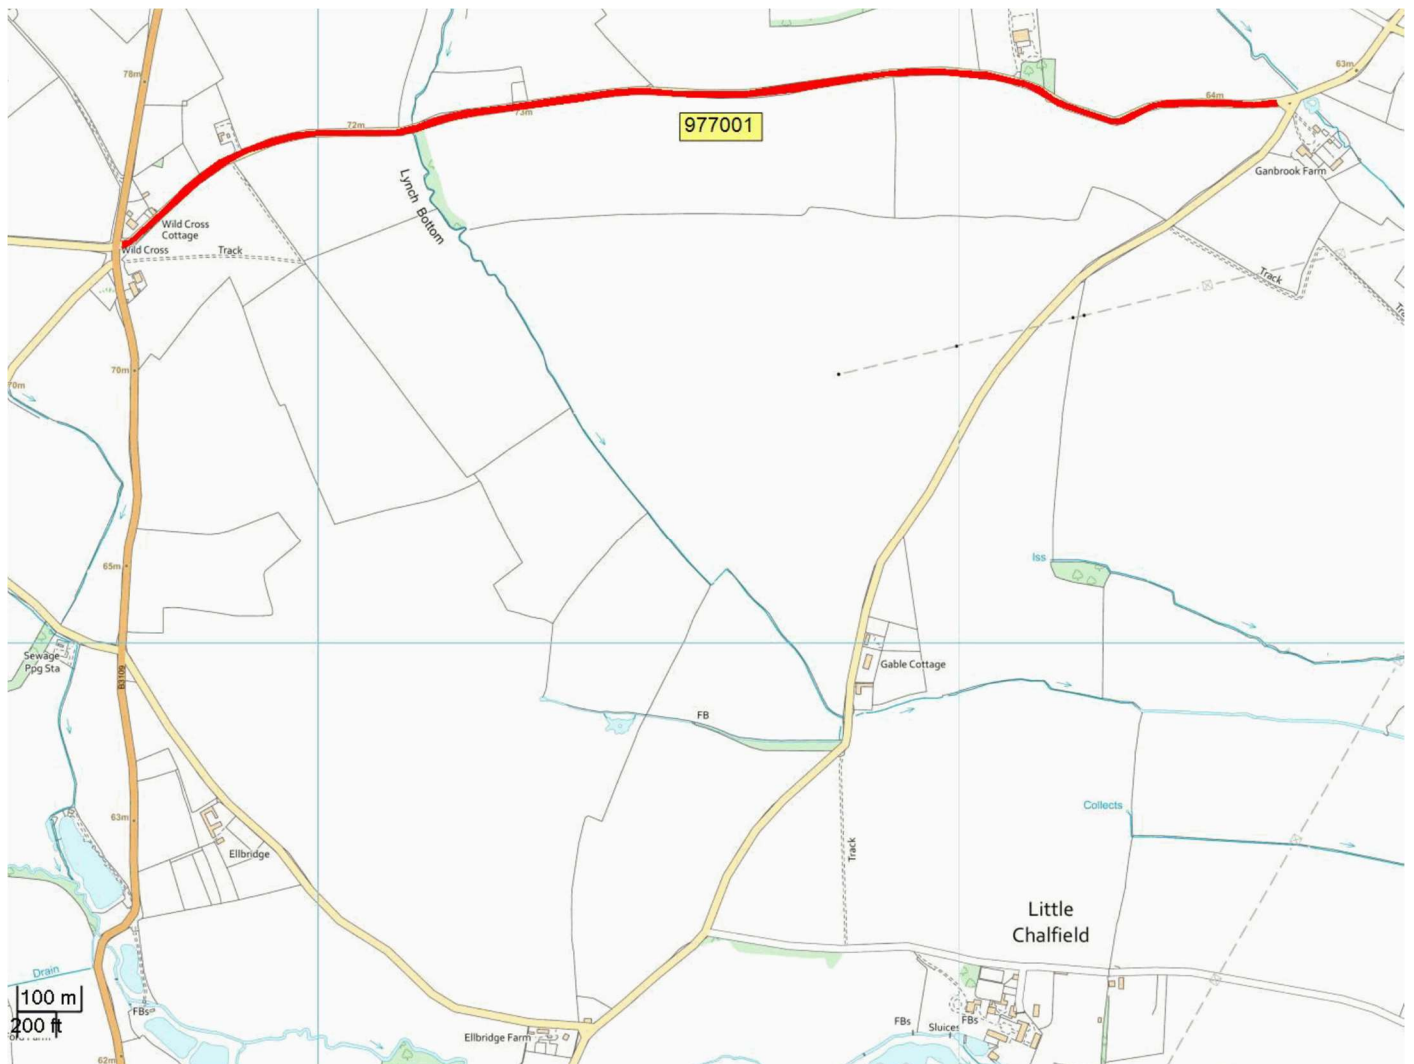 78m
63m
64m
73m
72m
977001
Ganbrook Farm
Lynch Bottom
Wild Cross
Cottage
Wild Cross
Track
Track
70m
70m
65m
Iss
Sewage
Ppg Sta
B3109
Gable Cottage
FB
Collects
63m
Ellbridge
Track
Little
Chalfield
Drain
100 m
200 ft
FBs
Ellbridge Farm
FBs
Sluices
FBs
62m